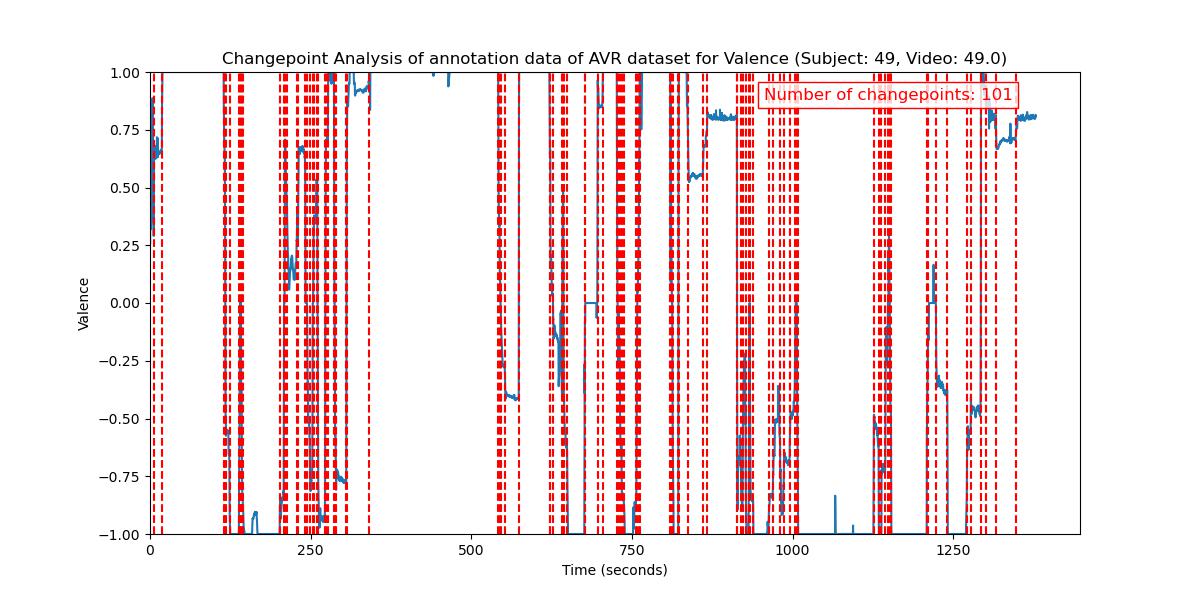 Changepoint Analysis of annotation data of AVR dataset for Valence (Subject: 49, Video: 49.0)
Number of changepoints: 101
1.00
0.75
0.50
0.25
0.00
−0.25
−0.50
−0.75
−1.00
Valence
0 250 500 750 1000 1250
Time (seconds)